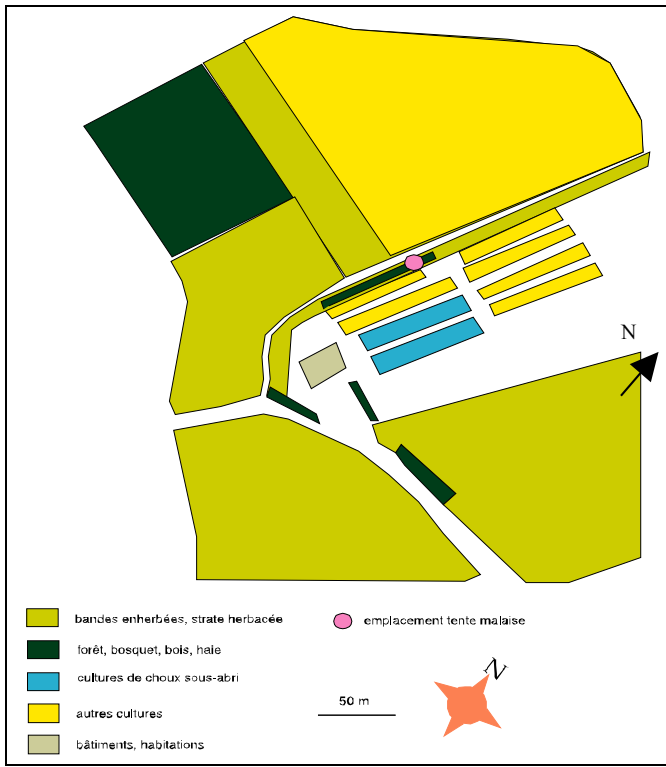 N
bandes enherbées, strate herbacée
emplacement tente malaise
forêt, bosquet, bois, haie
cultures de choux sous-abri
N
autres cultures
50 m
bâtiments, habitations